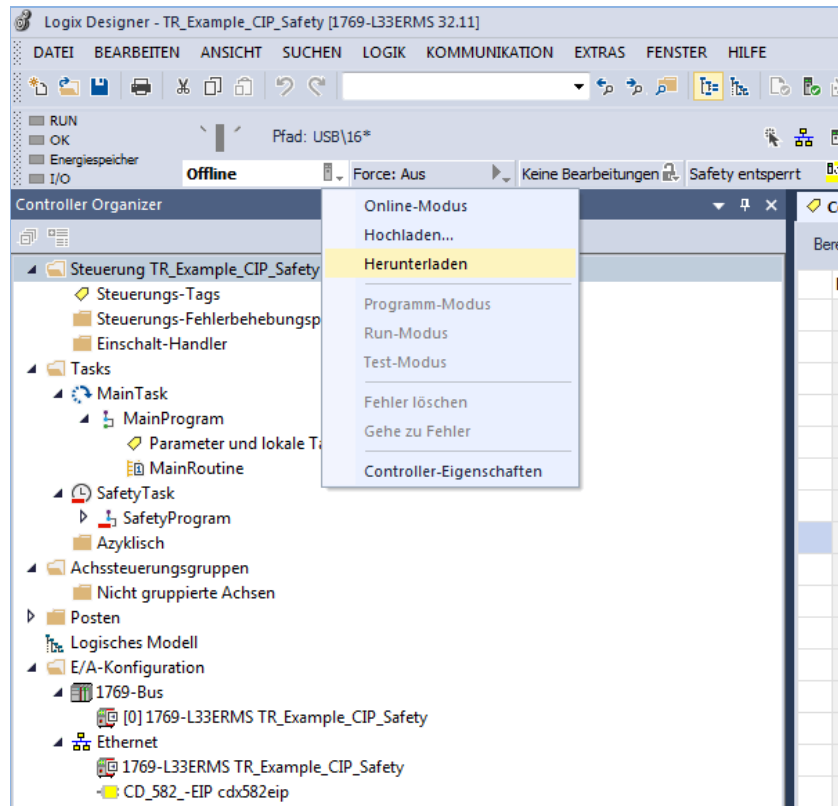 Logix Designer - TR_Example_CIP_Safety [1769-L33ERMS 32.11]
DATEI BEARBEITEN ANSICHT SUCHEN LOGIK KOMMUNIKATION EXTRAS FENSTER HILFE
RUN
OK
Energiespeicher
I/O
Pfad: USB\16*
Offline Force: Aus Keine Bearbeitungen Safety entsperrt
Controller Organizer
Online-Modus
Hochladen...
Herunterladen
Programm-Modus
Run-Modus
Test-Modus
Fehler löschen
Gehe zu Fehler
Controller-Eigenschaften
Steuerung TR_Example_CIP_Safety
Steuerungs-Tags
Steuerungs-Fehlerbehebungsp
Einschalt-Handler
Tasks
MainTask
MainProgram
Parameter und lokale Ta
MainRoutine
SafetyTask
SafetyProgram
Azyklisch
Achssteuerungsgruppen
Nicht gruppierte Achsen
Posten
Logisches Modell
E/A-Konfiguration
1769-Bus
[0] 1769-L33ERMS TR_Example_CIP_Safety
Ethernet
1769-L33ERMS TR_Example_CIP_Safety
CD_582_-EIP cdx582eip